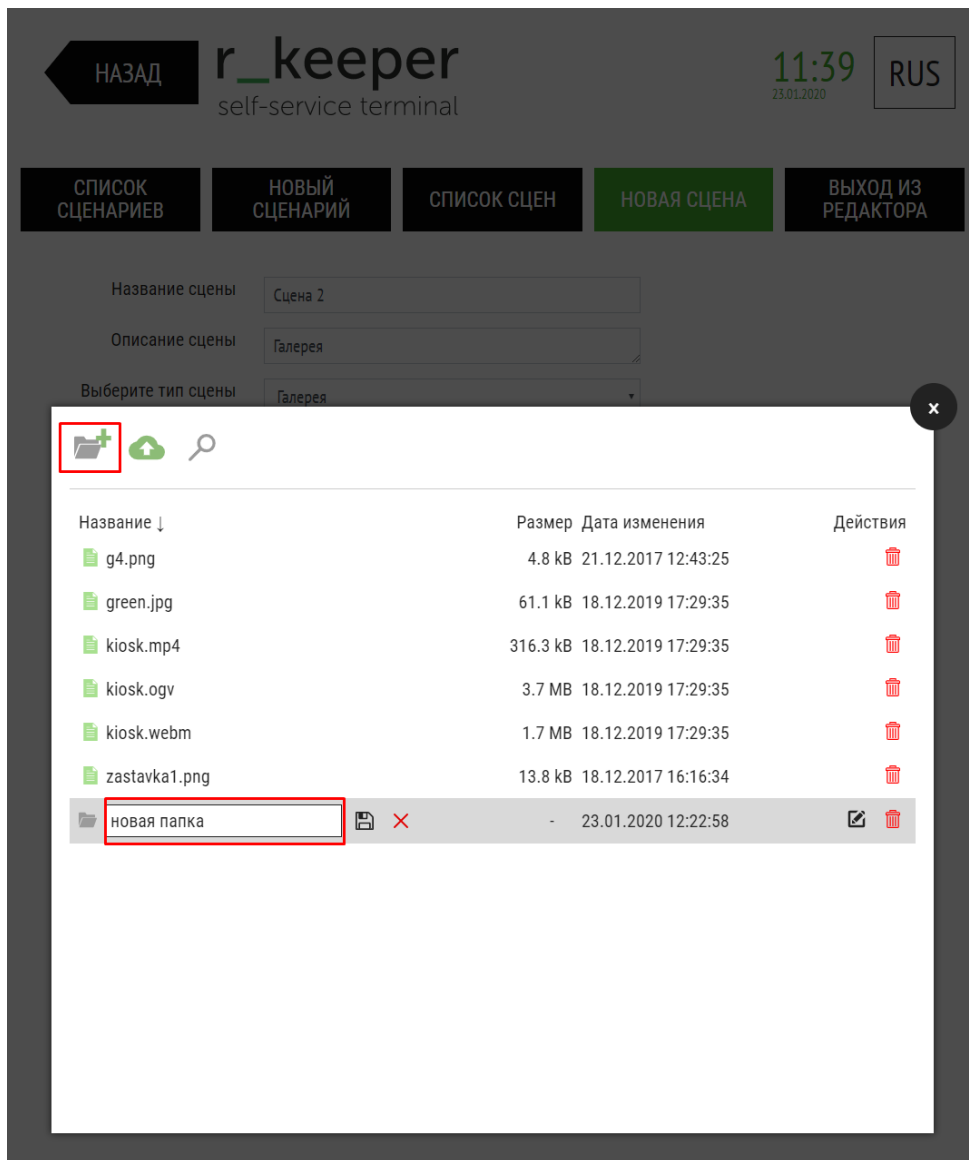 НАЗАД
r_keeper
self-service terminal
11:39
23.01.2020
RUS
СПИСОК СЦЕНАРИЕВ
НОВЫЙ СЦЕНАРИЙ
СПИСОК СЦЕН
НОВАЯ СЦЕНА
ВЫХОД ИЗ РЕДАКТОРА
Название сцены Сцена 2
Описание сцены Галерея
Выберите тип сцены Галерея
x
Название ↓ Размер Дата изменения Действия
g4.png 4.8 kB 21.12.2017 12:43:25
green.jpg 61.1 kB 18.12.2019 17:29:35
kiosk.mp4 316.3 kB 18.12.2019 17:29:35
kiosk.ogv 3.7 MB 18.12.2019 17:29:35
kiosk.webm 1.7 MB 18.12.2019 17:29:35
zastavka1.png 13.8 kB 18.12.2017 16:16:34
новая папка - 23.01.2020 12:22:58